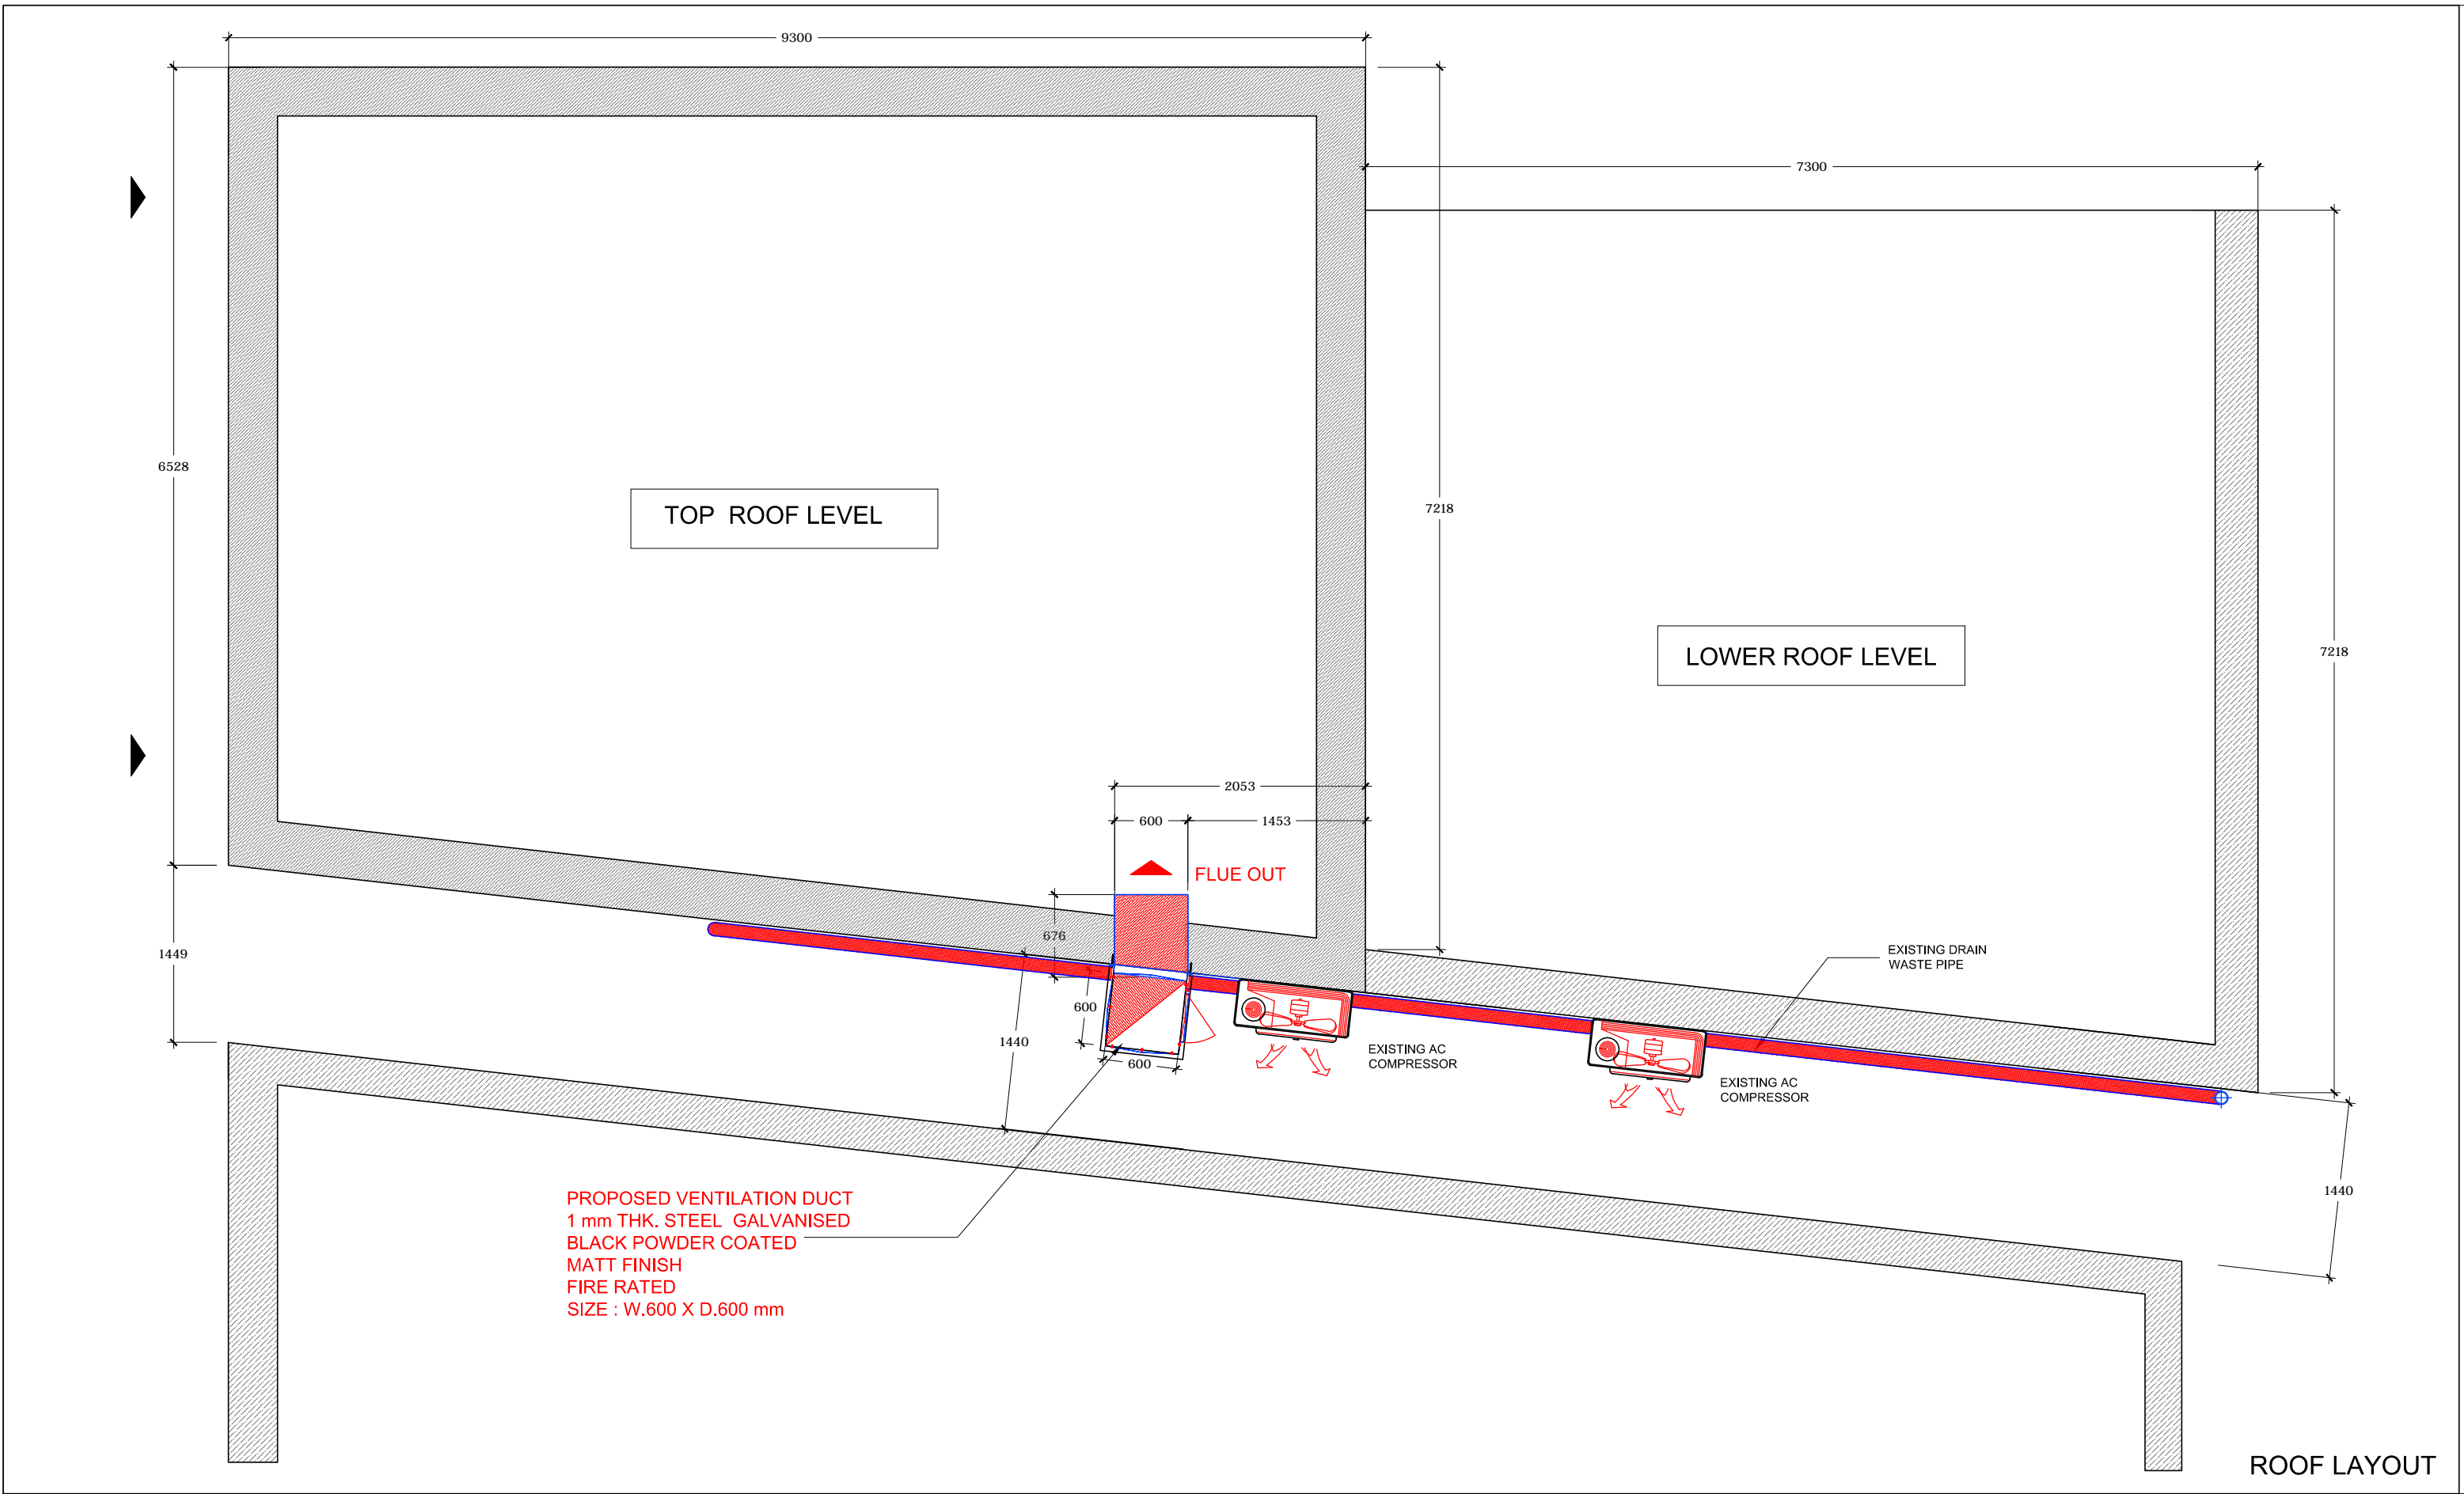 9300
7300
6528
TOP ROOF LEVEL
7218
LOWER ROOF LEVEL
7218
2053
600
1453
FLUE OUT
676
1449
EXISTING DRAIN
WASTE PIPE
600
1440
600
EXISTING AC
COMPRESSOR
EXISTING AC
COMPRESSOR
1440
PROPOSED VENTILATION DUCT
1 mm THK. STEEL GALVANISED
BLACK POWDER COATED
MATT FINISH
FIRE RATED
SIZE : W.600 X D.600 mm
ROOF LAYOUT